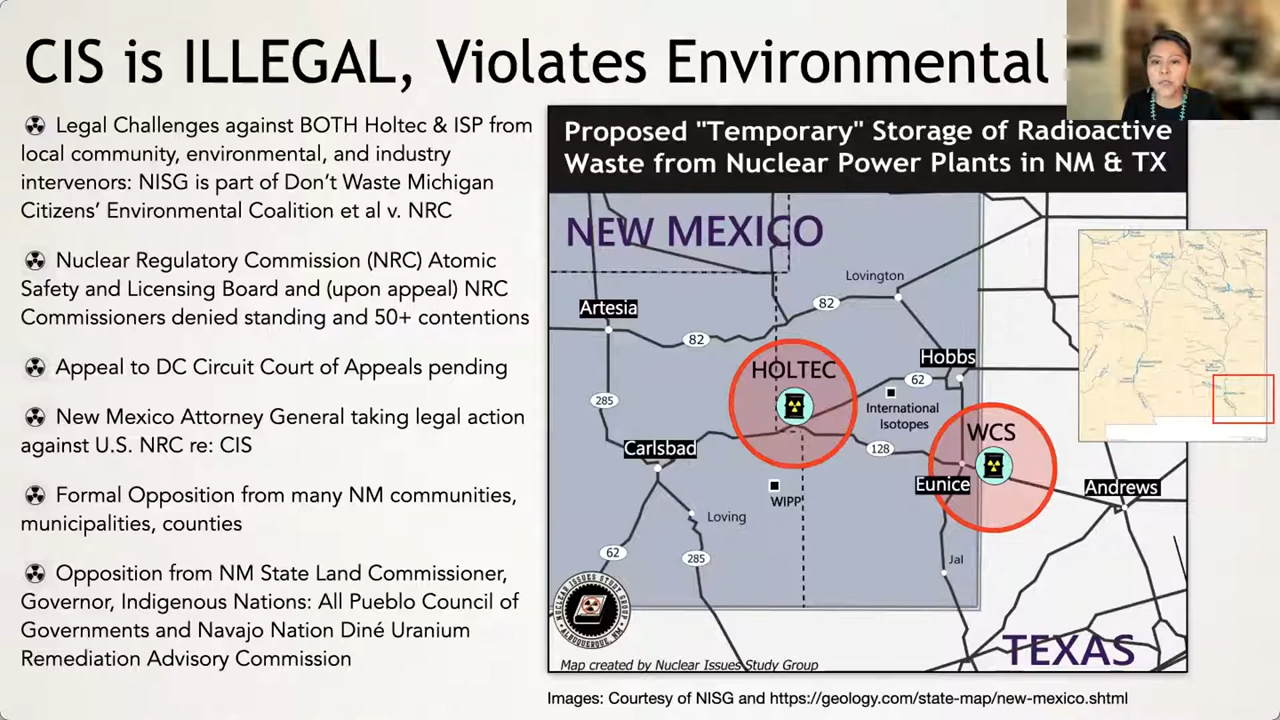 CIS is ILLEGAL, Violates Environmental
☢ Legal Challenges against BOTH Holtec & ISP from
local community, environmental, and industry
intervenors: NISG is part of Don't Waste Michigan
Citizens' Environmental Coalition et al v. NRC
☢ Nuclear Regulatory Commission (NRC) Atomic
Safety and Licensing Board and (upon appeal) NRC
Commissioners denied standing and 50+ contentions
☢ Appeal to DC Circuit Court of Appeals pending
☢ New Mexico Attorney General taking legal action
against U.S. NRC re: CIS
☢ Formal Opposition from many NM communities,
municipalities, counties
☢ Opposition from NM State Land Commissioner,
Governor, Indigenous Nations: All Pueblo Council of
Governments and Navajo Nation Diné Uranium
Remediation Advisory Commission
Proposed "Temporary" Storage of Radioactive
Waste from Nuclear Power Plants in NM & TX
NEW MEXICO
Lovington
82
Artesia
82
Hobbs
HOLTEC
62
285
International
Isotopes
WCS
128
Carlsbad
Eunice
Andrews
WIPP
Loving
62
285
Jal
NUCLEAR ISSUES STUDY GROUP
ALBUQUERQUE, NM
TEXAS
Map created by Nuclear Issues Study Group
Images: Courtesy of NISG and https://geology.com/state-map/new-mexico.shtml